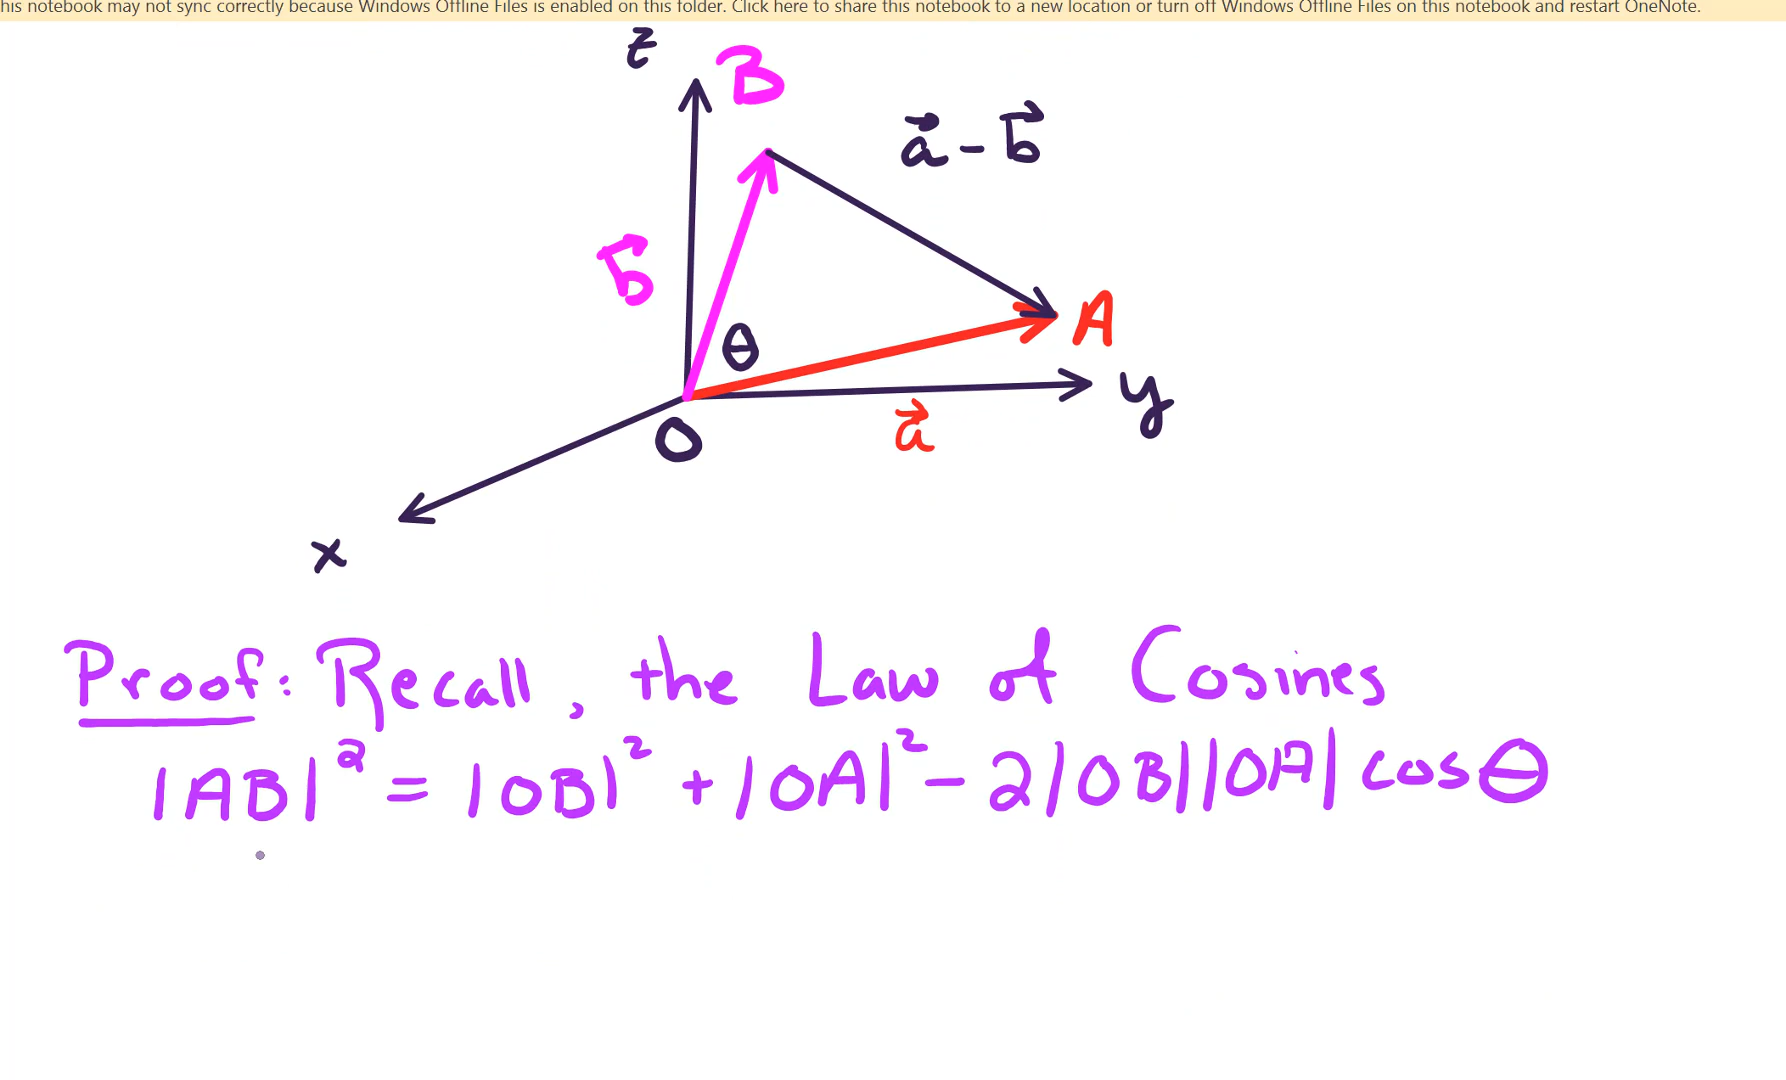 his notebook may not sync correctly because Windows Offline Files is enabled on this folder. Click here to share this notebook to a new location or turn off Windows Offline Files on this notebook and restart OneNote.
z
B
a⃗ - b⃗
b⃗
θ
A
y
a⃗
O
x
Proof: Recall, the Law of Cosines
|AB|² = |OB|² + |OA|² - 2|OB||OA| cos θ